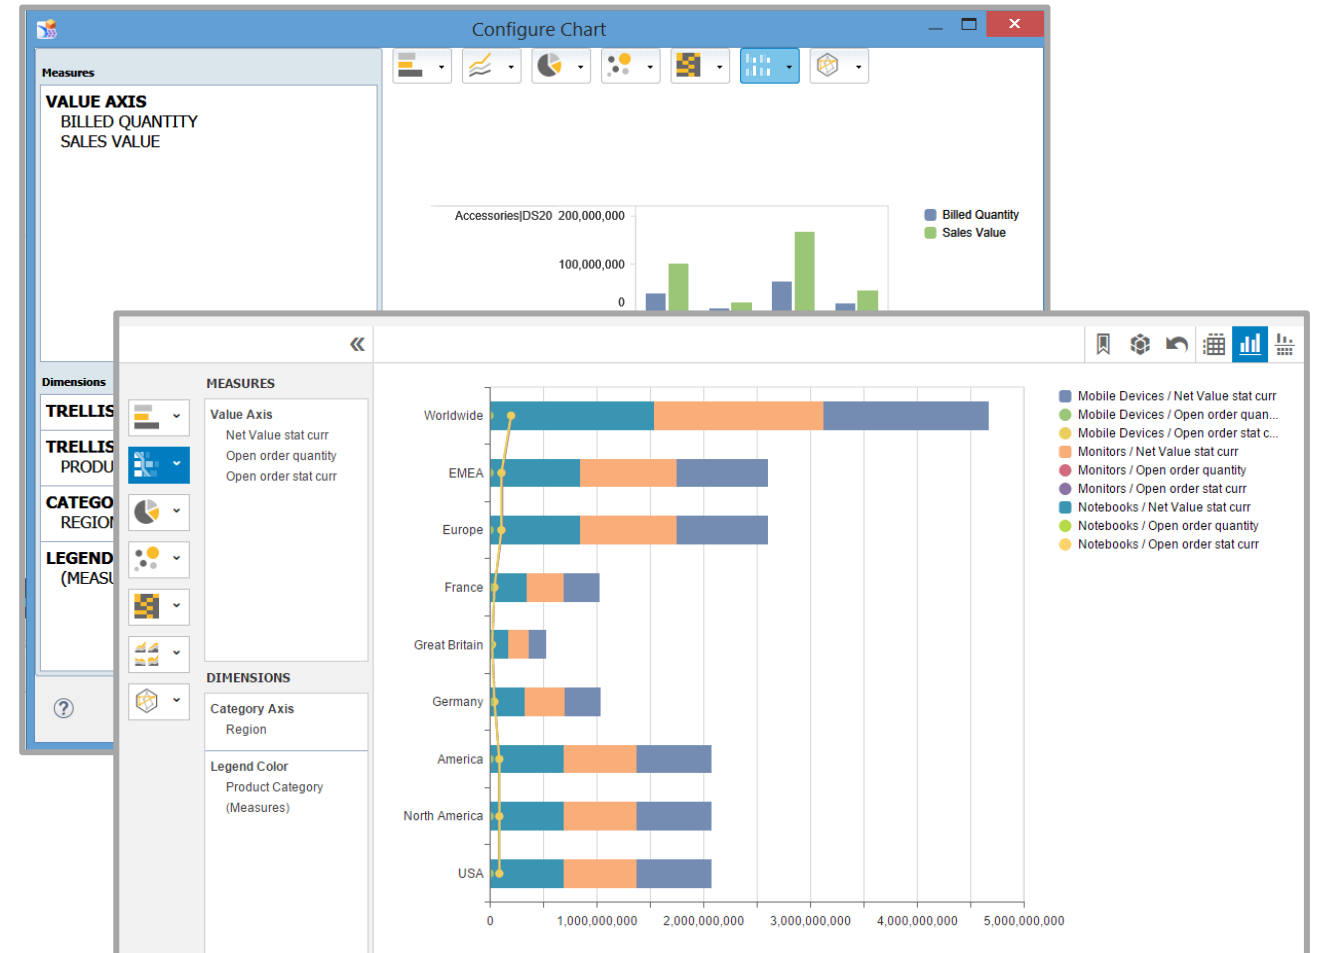 Configure Chart
Measures
VALUE AXIS
BILLED QUANTITY
SALES VALUE
Accessories|DS20 200,000,000
100,000,000
0
Billed Quantity
Sales Value
Dimensions
TRELLIS
TRELLIS
PRODU
CATEGO
REGION
LEGEND
(MEASU
?
MEASURES
Value Axis
Net Value stat curr
Open order quantity
Open order stat curr
DIMENSIONS
Category Axis
Region
Legend Color
Product Category
(Measures)
Worldwide
EMEA
Europe
France
Great Britain
Germany
America
North America
USA
0 1,000,000,000 2,000,000,000 3,000,000,000 4,000,000,000 5,000,000,000
Mobile Devices / Net Value stat curr
Mobile Devices / Open order quan...
Mobile Devices / Open order stat c...
Monitors / Net Value stat curr
Monitors / Open order quantity
Monitors / Open order stat curr
Notebooks / Net Value stat curr
Notebooks / Open order quantity
Notebooks / Open order stat curr